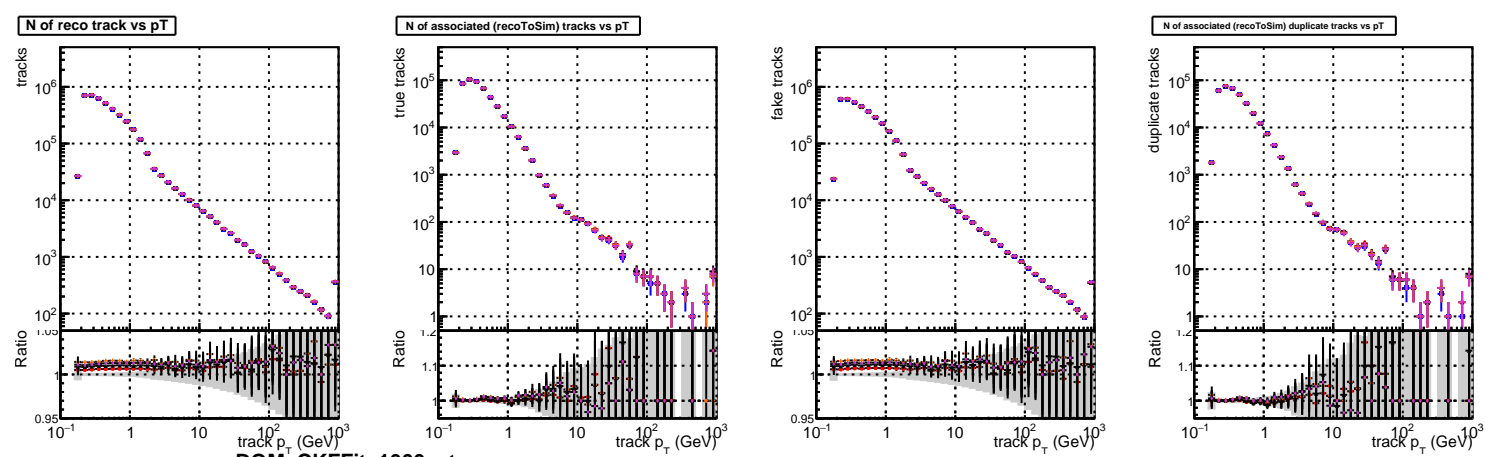 N of reco track vs pT
tracks
10^6
10^5
10^4
10^3
10^2
Ratio
1.05
1
0.95
10^-1 1 10 10^2 10^3
track p_T (GeV)
N of associated (recoToSim) tracks vs pT
true tracks
10^5
10^4
10^3
10^2
10
1
Ratio
1.2
1.1
1
10^-1 1 10 10^2 10^3
track p_T (GeV)
fake tracks
10^6
10^5
10^4
10^3
10^2
Ratio
1.05
1
0.95
10^-1 1 10 10^2 10^3
track p_T (GeV)
N of associated (recoToSim) duplicate tracks vs pT
duplicate tracks
10^5
10^4
10^3
10^2
10
1
Ratio
1.2
1.1
1
10^-1 1 10 10^2 10^3
track p_T (GeV)